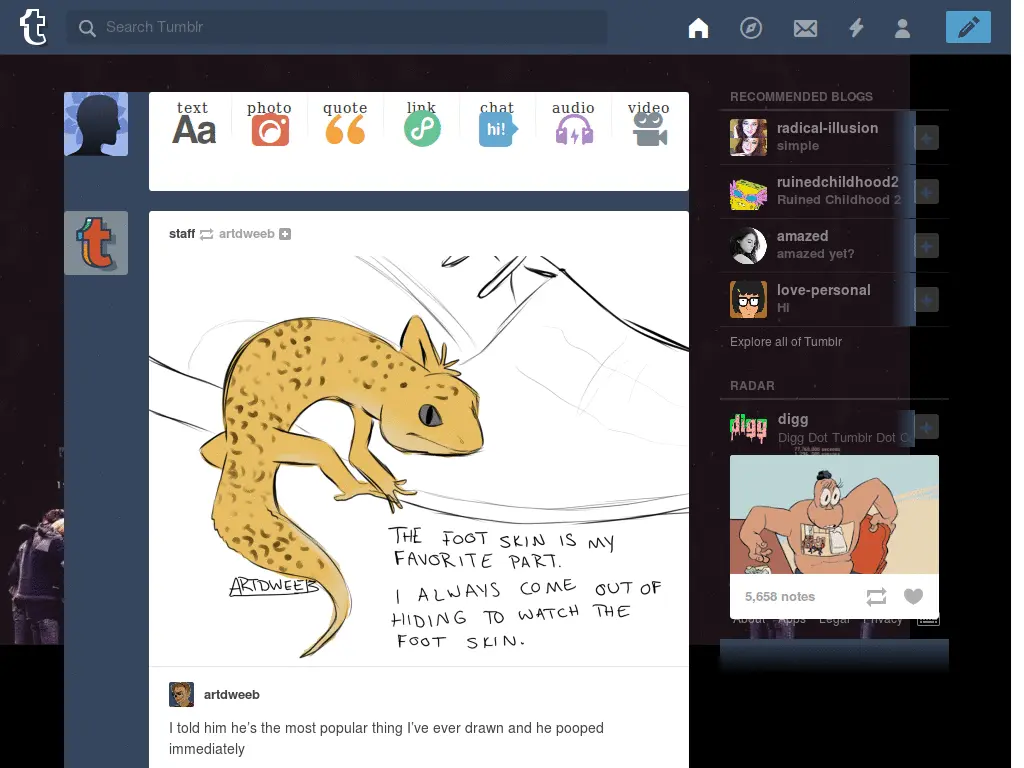 Search Tumblr
text photo quote link chat audio video
Aa
hi!
staff artdweeb
THE FOOT SKIN IS MY
FAVORITE PART.
I ALWAYS COME OUT OF
HIDING TO WATCH THE
FOOT SKIN.
ARTDWEEB
artdweeb
I told him he's the most popular thing I've ever drawn and he pooped
immediately
RECOMMENDED BLOGS
radical-illusion
simple
ruinedchildhood2
Ruined Childhood 2
amazed
amazed yet?
love-personal
HI
Explore all of Tumblr
RADAR
digg
digg
Digg Dot Tumblr Dot
5,658 notes
About Apps Legal Privacy